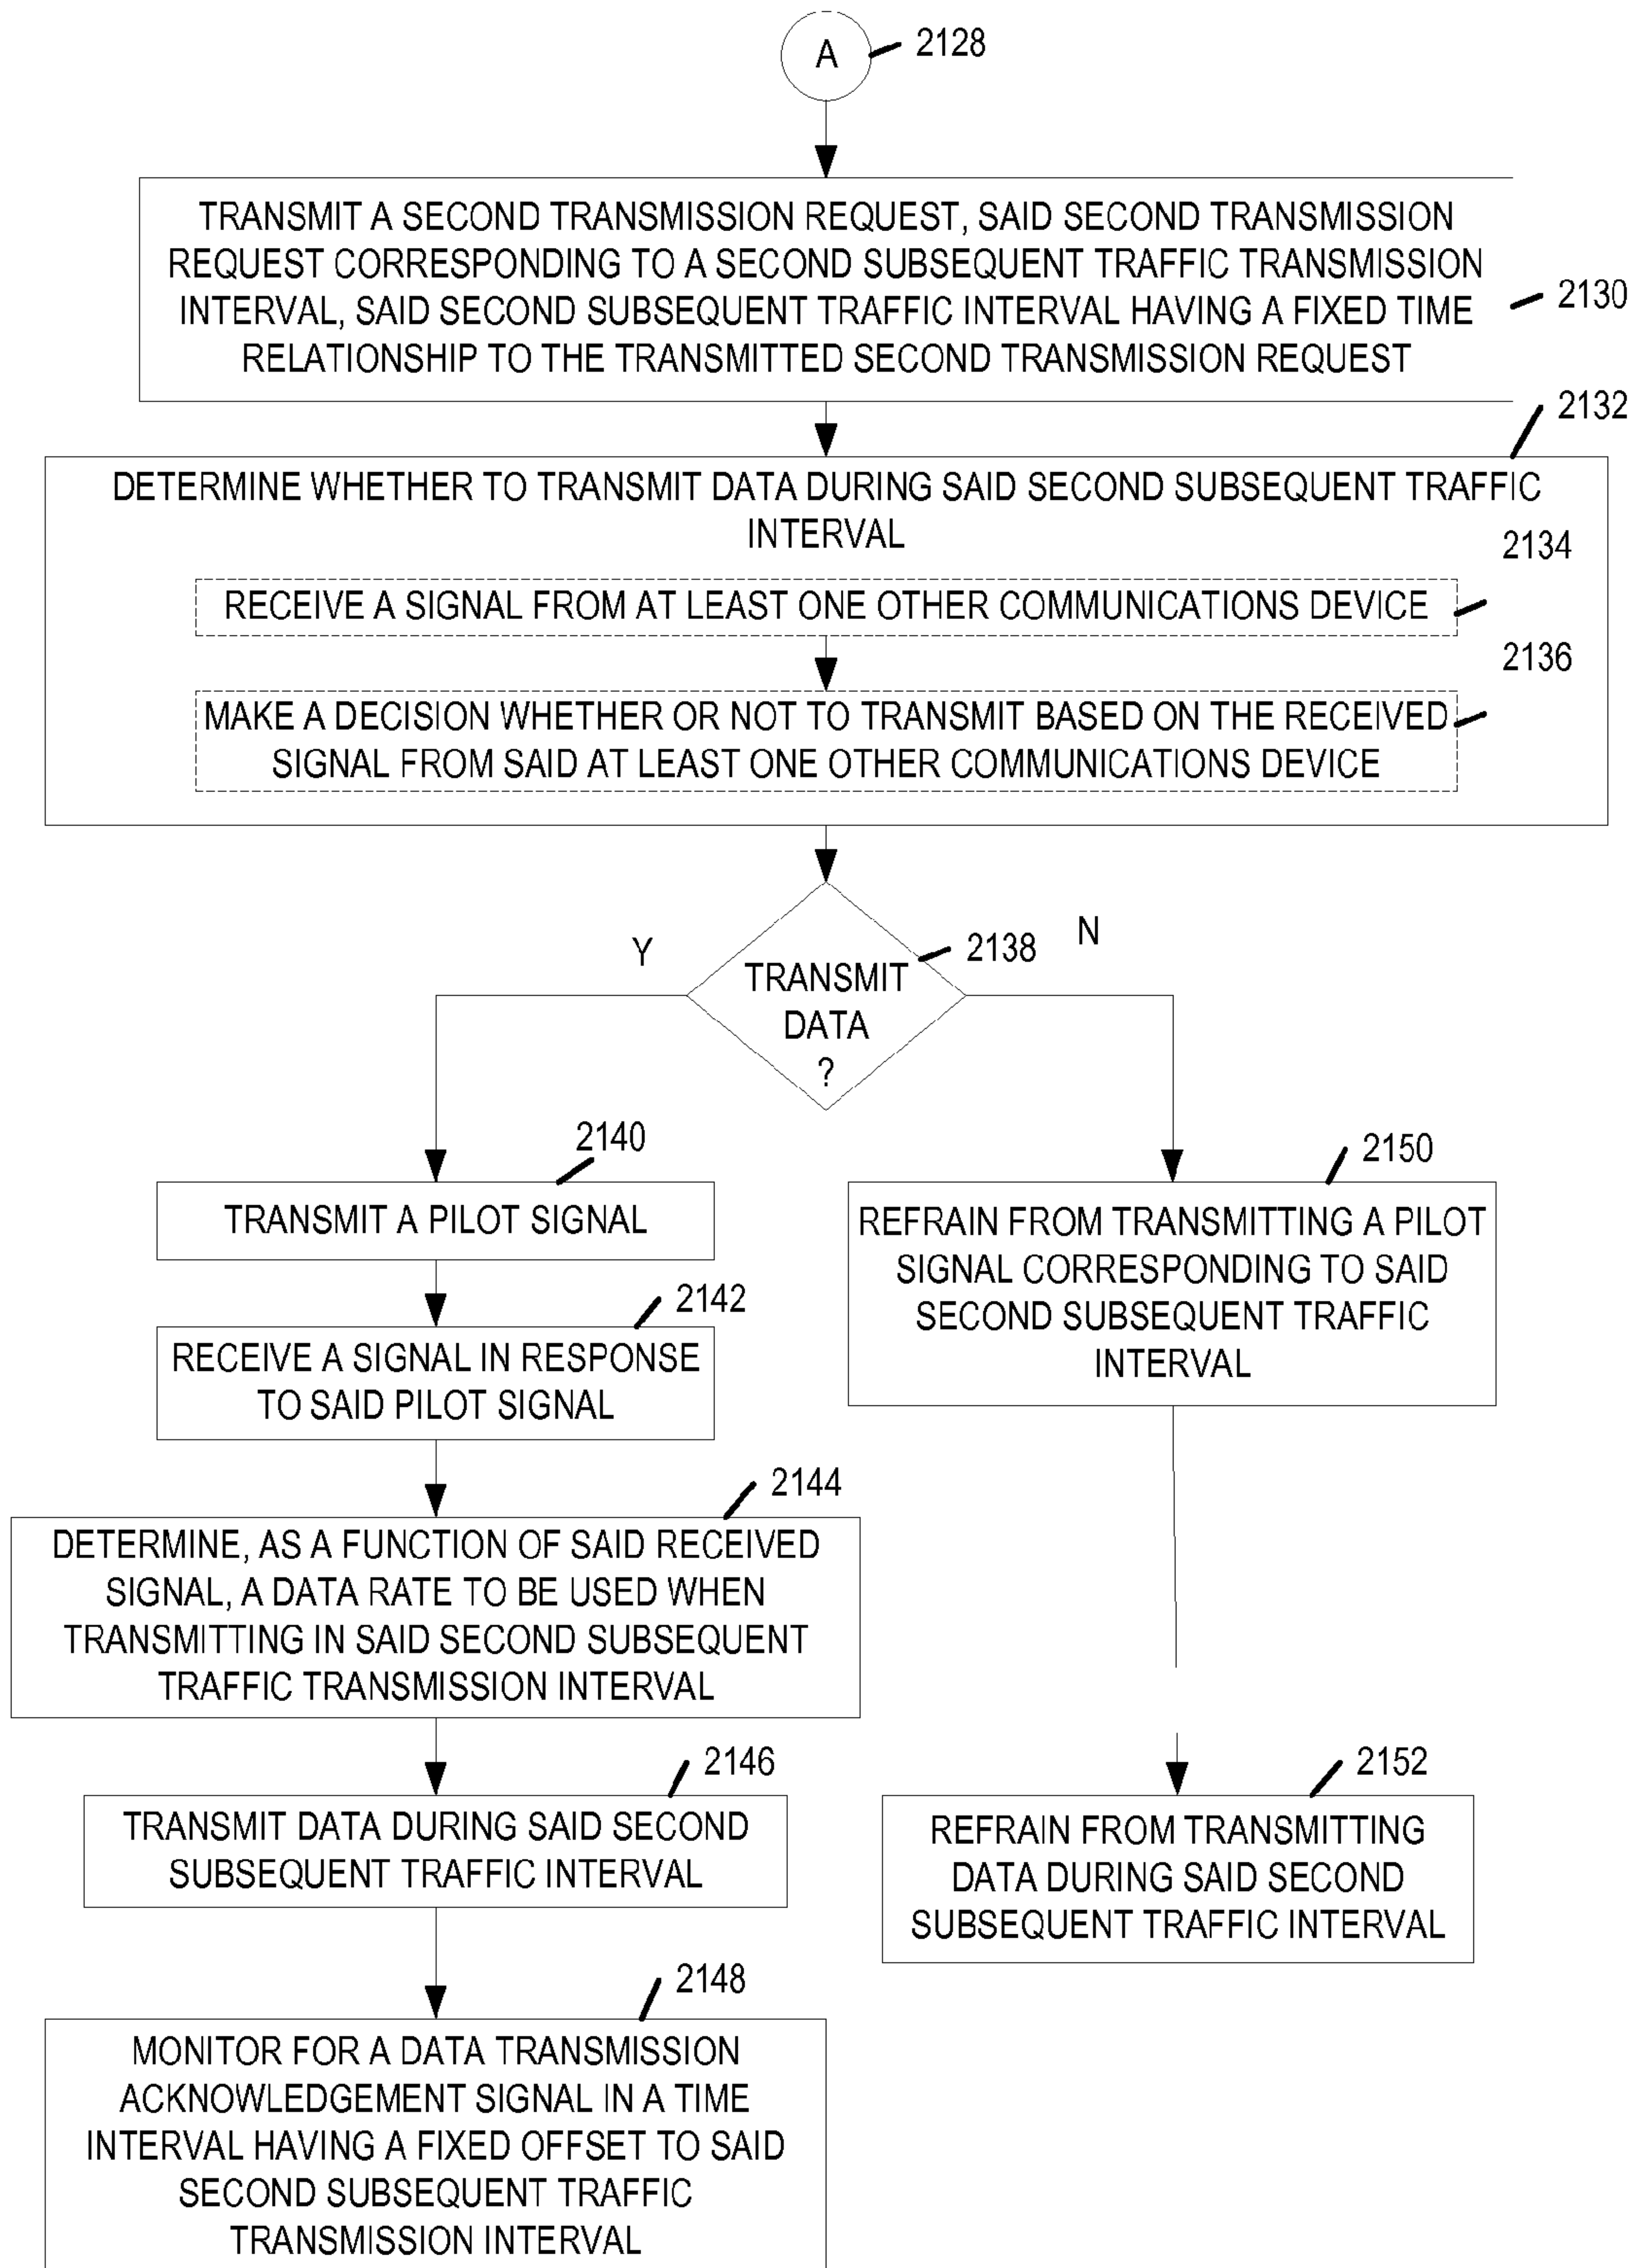 A
2128
TRANSMIT A SECOND TRANSMISSION REQUEST, SAID SECOND TRANSMISSION
REQUEST CORRESPONDING TO A SECOND SUBSEQUENT TRAFFIC TRANSMISSION
INTERVAL, SAID SECOND SUBSEQUENT TRAFFIC INTERVAL HAVING A FIXED TIME
RELATIONSHIP TO THE TRANSMITTED SECOND TRANSMISSION REQUEST
2130
2132
DETERMINE WHETHER TO TRANSMIT DATA DURING SAID SECOND SUBSEQUENT TRAFFIC
INTERVAL
2134
RECEIVE A SIGNAL FROM AT LEAST ONE OTHER COMMUNICATIONS DEVICE
2136
MAKE A DECISION WHETHER OR NOT TO TRANSMIT BASED ON THE RECEIVED
SIGNAL FROM SAID AT LEAST ONE OTHER COMMUNICATIONS DEVICE
Y
2138
N
TRANSMIT
DATA
?
2140
TRANSMIT A PILOT SIGNAL
2142
RECEIVE A SIGNAL IN RESPONSE
TO SAID PILOT SIGNAL
2144
DETERMINE, AS A FUNCTION OF SAID RECEIVED
SIGNAL, A DATA RATE TO BE USED WHEN
TRANSMITTING IN SAID SECOND SUBSEQUENT
TRAFFIC TRANSMISSION INTERVAL
2146
TRANSMIT DATA DURING SAID SECOND
SUBSEQUENT TRAFFIC INTERVAL
2148
MONITOR FOR A DATA TRANSMISSION
ACKNOWLEDGEMENT SIGNAL IN A TIME
INTERVAL HAVING A FIXED OFFSET TO SAID
SECOND SUBSEQUENT TRAFFIC
TRANSMISSION INTERVAL
2150
REFRAIN FROM TRANSMITTING A PILOT
SIGNAL CORRESPONDING TO SAID
SECOND SUBSEQUENT TRAFFIC
INTERVAL
2152
REFRAIN FROM TRANSMITTING
DATA DURING SAID SECOND
SUBSEQUENT TRAFFIC INTERVAL